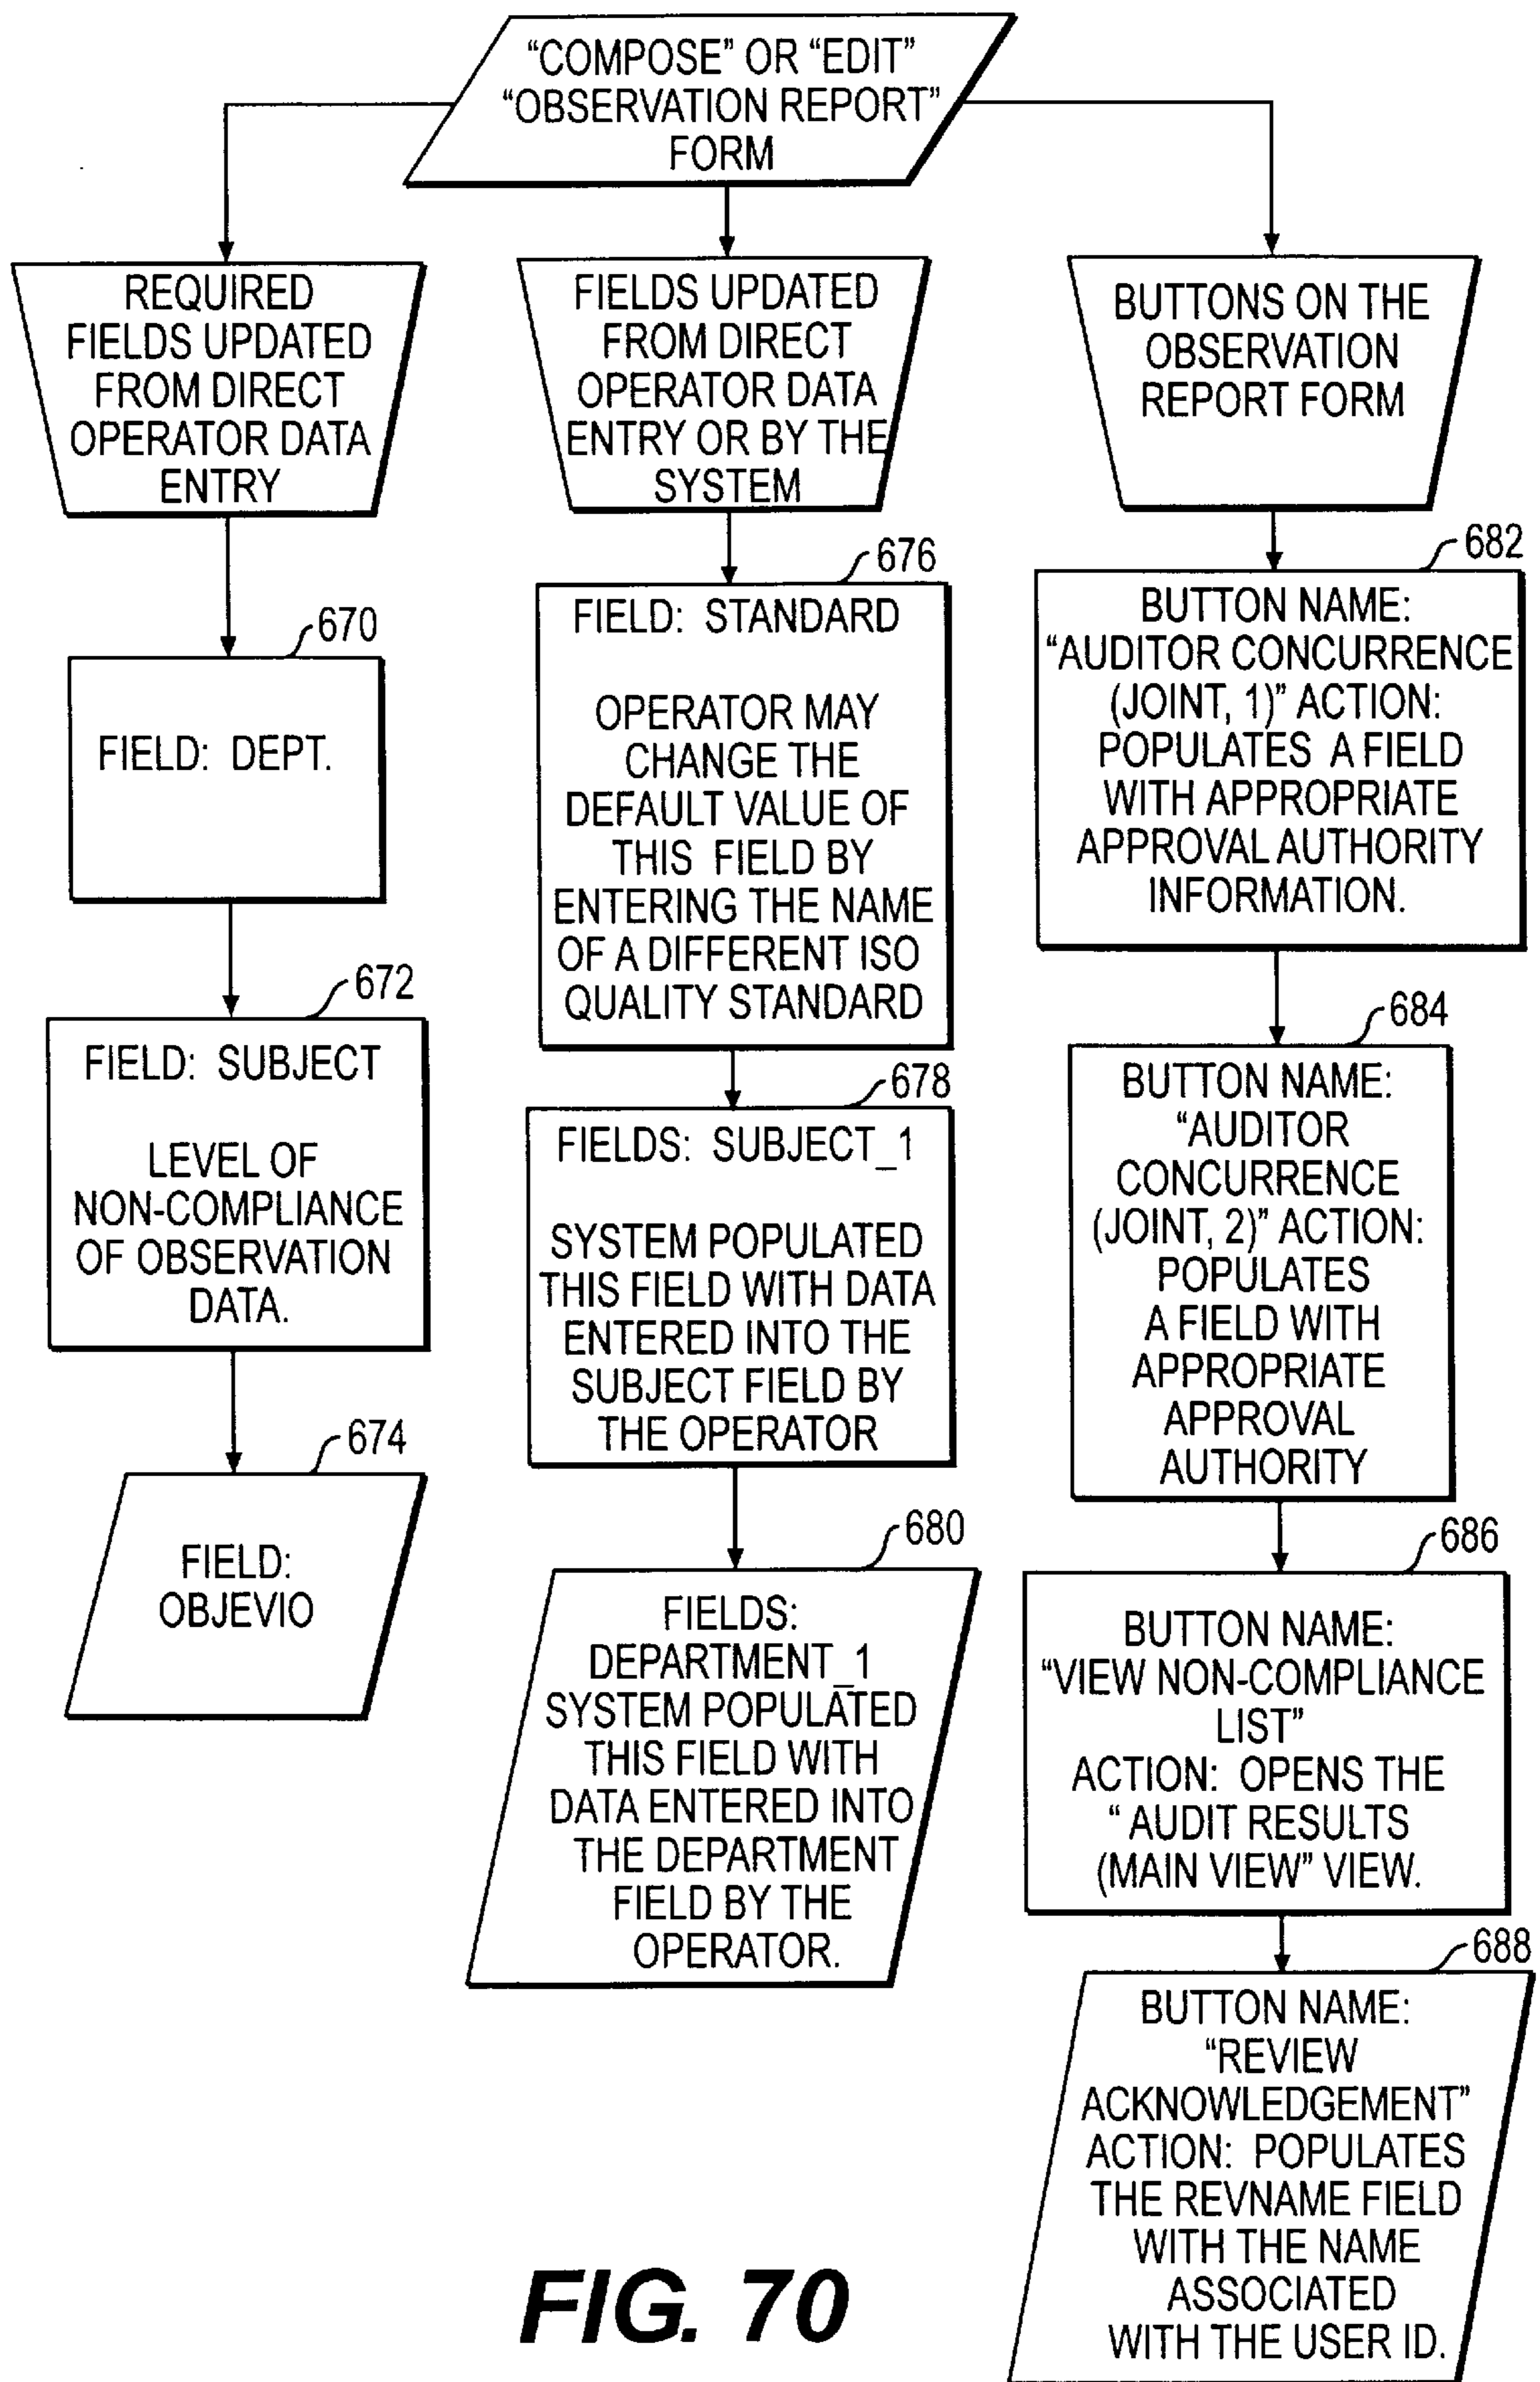 “COMPOSE” OR “EDIT”
“OBSERVATION REPORT”
FORM
REQUIRED
FIELDS UPDATED
FROM DIRECT
OPERATOR DATA
ENTRY
670
FIELD: DEPT.
672
FIELD: SUBJECT
LEVEL OF
NON-COMPLIANCE
OF OBSERVATION
DATA.
674
FIELD:
OBJEVIO
FIELDS UPDATED
FROM DIRECT
OPERATOR DATA
ENTRY OR BY THE
SYSTEM
676
FIELD: STANDARD
OPERATOR MAY
CHANGE THE
DEFAULT VALUE OF
THIS FIELD BY
ENTERING THE NAME
OF A DIFFERENT ISO
QUALITY STANDARD
678
FIELDS: SUBJECT_1
SYSTEM POPULATED
THIS FIELD WITH DATA
ENTERED INTO THE
SUBJECT FIELD BY
THE OPERATOR
680
FIELDS:
DEPARTMENT_1
SYSTEM POPULATED
THIS FIELD WITH
DATA ENTERED INTO
THE DEPARTMENT
FIELD BY THE
OPERATOR.
BUTTONS ON THE
OBSERVATION
REPORT FORM
682
BUTTON NAME:
“AUDITOR CONCURRENCE
(JOINT, 1)” ACTION:
POPULATES A FIELD
WITH APPROPRIATE
APPROVAL AUTHORITY
INFORMATION.
684
BUTTON NAME:
“AUDITOR
CONCURRENCE
(JOINT, 2)” ACTION:
POPULATES
A FIELD WITH
APPROPRIATE
APPROVAL
AUTHORITY
686
BUTTON NAME:
“VIEW NON-COMPLIANCE
LIST”
ACTION: OPENS THE
“ AUDIT RESULTS
(MAIN VIEW” VIEW.
688
BUTTON NAME:
“REVIEW
ACKNOWLEDGEMENT”
ACTION: POPULATES
THE REVNAME FIELD
WITH THE NAME
ASSOCIATED
WITH THE USER ID.
FIG. 70